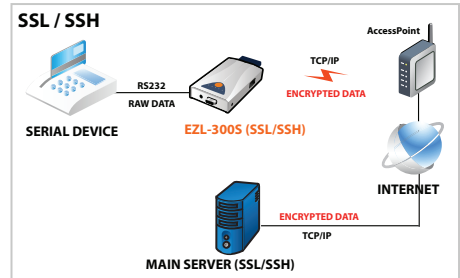 SSL / SSH
AccessPoint
TCP/IP
RS232
ENCRYPTED DATA
RAW DATA
SERIAL DEVICE
EZL-300S (SSL/SSH)
INTERNET
ENCRYPTED DATA
TCP/IP
MAIN SERVER (SSL/SSH)